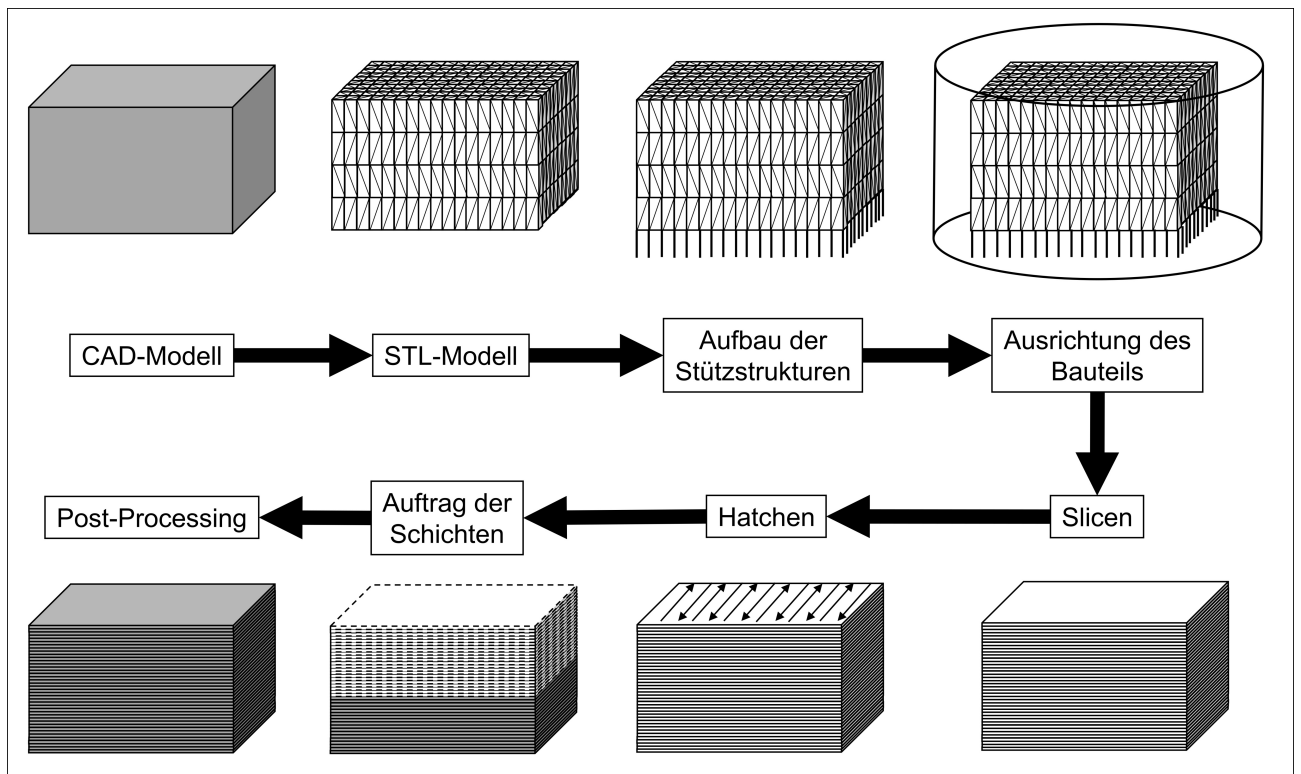 CAD-Modell
STL-Modell
Aufbau der
Stützstrukturen
Ausrichtung des
Bauteils
Slicen
Hatchen
Auftrag der
Schichten
Post-Processing